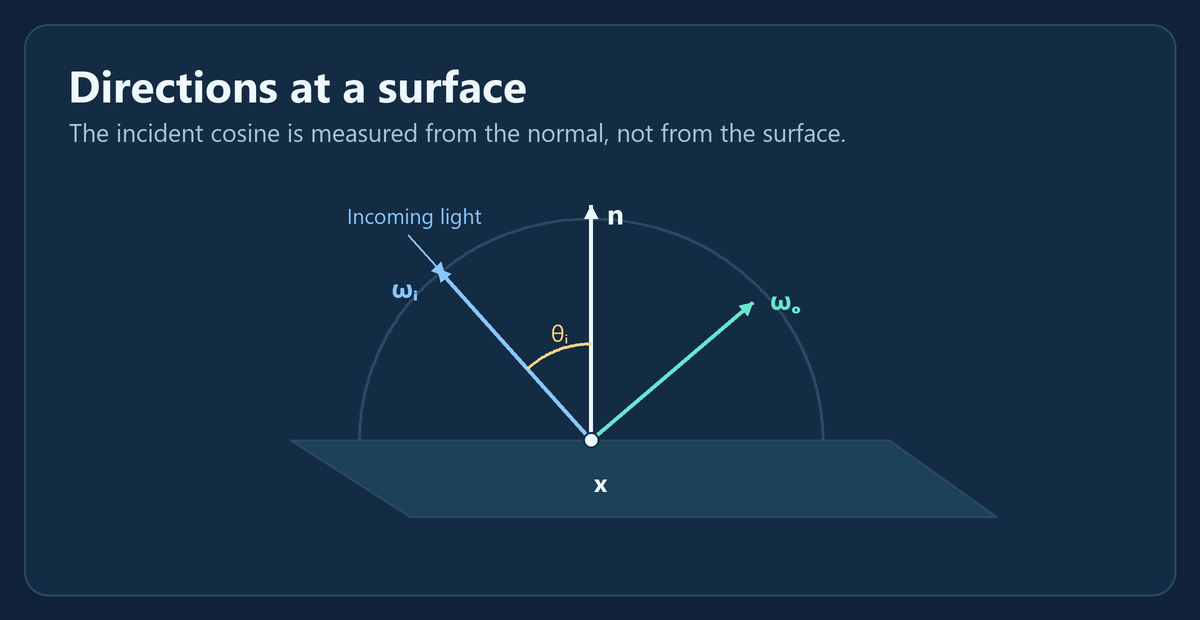 Directions at a surface
The incident cosine is measured from the normal, not from the surface.
Incoming light
n
ωᵢ
ωₒ
θᵢ
x